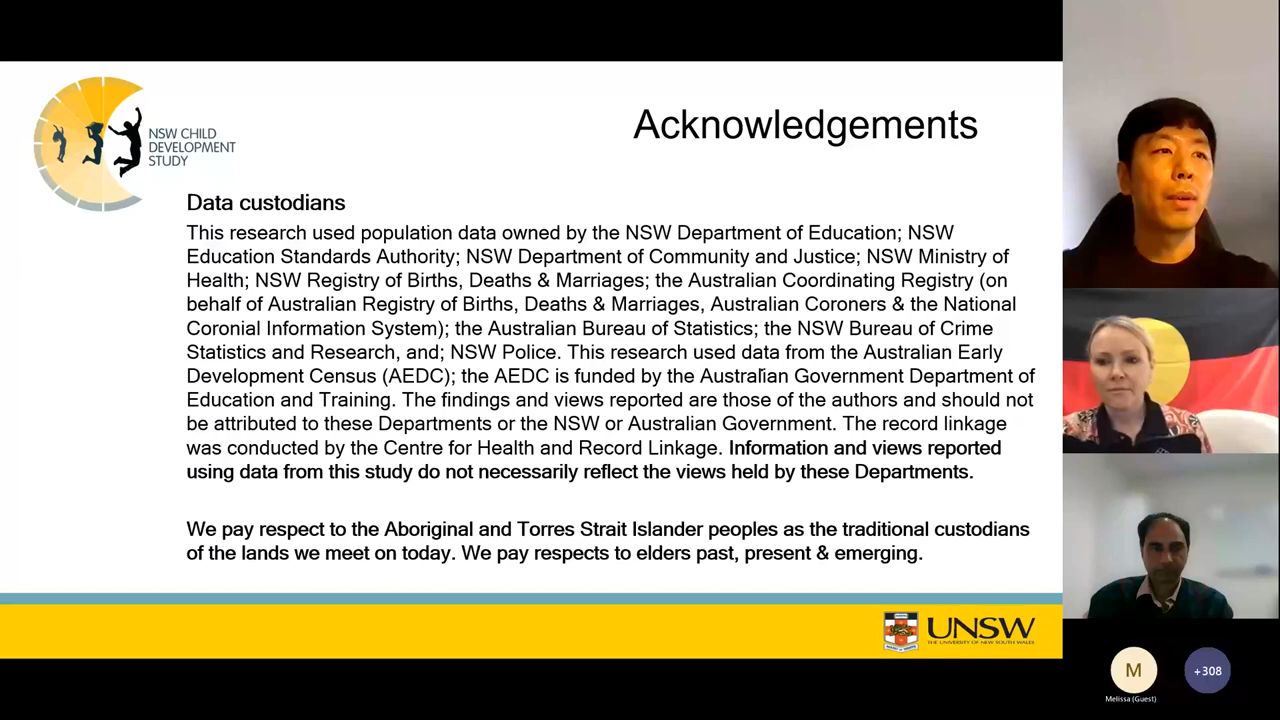 NSW CHILD
DEVELOPMENT
STUDY
Acknowledgements
Data custodians
This research used population data owned by the NSW Department of Education; NSW
Education Standards Authority; NSW Department of Community and Justice; NSW Ministry of
Health; NSW Registry of Births, Deaths & Marriages; the Australian Coordinating Registry (on
behalf of Australian Registry of Births, Deaths & Marriages, Australian Coroners & the National
Coronial Information System); the Australian Bureau of Statistics; the NSW Bureau of Crime
Statistics and Research, and; NSW Police. This research used data from the Australian Early
Development Census (AEDC); the AEDC is funded by the Australian Government Department of
Education and Training. The findings and views reported are those of the authors and should not
be attributed to these Departments or the NSW or Australian Government. The record linkage
was conducted by the Centre for Health and Record Linkage. Information and views reported
using data from this study do not necessarily reflect the views held by these Departments.
We pay respect to the Aboriginal and Torres Strait Islander peoples as the traditional custodians
of the lands we meet on today. We pay respects to elders past, present & emerging.
UNSW
THE UNIVERSITY OF NEW SOUTH WALES
M
+308
Melissa (Guest)